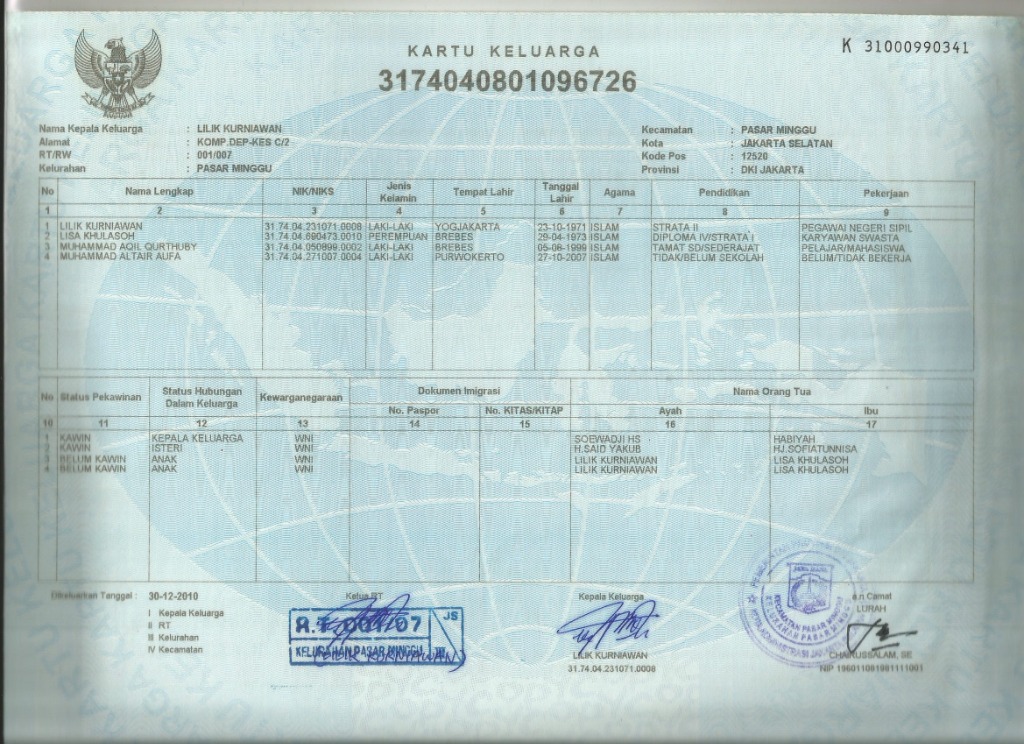 KARTU KELUARGA
3174040801096726
K 31000990341
Nama Kepala Keluarga : LILIK KURNIAWAN
Alamat : KOMP.DEP-KES C/2
RT/RW : 001/007
Kelurahan : PASAR MINGGU
Kecamatan : PASAR MINGGU
Kota : JAKARTA SELATAN
Kode Pos : 12520
Provinsi : DKI JAKARTA
No Nama Lengkap NIK/NIKS Jenis Kelamin Tempat Lahir Tanggal Lahir Agama Pendidikan Pekerjaan
1 2 3 4 5 6 7 8 9
1 LILIK KURNIAWAN 31.74.04.231071.0008 LAKI-LAKI YOGJAKARTA 23-10-1971 ISLAM STRATA II PEGAWAI NEGERI SIPIL
2 LISA KHULASOH 31.74.04.690473.0010 PEREMPUAN BREBES 29-04-1973 ISLAM DIPLOMA IV/STRATA I KARYAWAN SWASTA
3 MUHAMMAD AQIL QURTHUBY 31.74.04.050899.0002 LAKI-LAKI BREBES 05-08-1999 ISLAM TAMAT SD/SEDERAJAT PELAJAR/MAHASISWA
4 MUHAMMAD ALTAIR AUFA 31.74.04.271007.0004 LAKI-LAKI PURWOKERTO 27-10-2007 ISLAM TIDAK/BELUM SEKOLAH BELUM/TIDAK BEKERJA
No Status Pekawinan Status Hubungan Dalam Keluarga Kewarganegaraan Dokumen Imigrasi Nama Orang Tua
No. Paspor No. KITAS/KITAP Ayah Ibu
10 11 12 13 14 15 16 17
1 KAWIN KEPALA KELUARGA WNI SOEWADJI HS HABIYAH
2 KAWIN ISTERI WNI H.SAID YAKUB HJ.SOFIATUNNISA
3 BELUM KAWIN ANAK WNI LILIK KURNIAWAN LISA KHULASOH
4 BELUM KAWIN ANAK WNI LILIK KURNIAWAN LISA KHULASOH
Dikeluarkan Tanggal : 30-12-2010
I Kepala Keluarga
II RT
III Kelurahan
IV Kecamatan
Ketua RT
R.T. 001/07 JS
KELURAHAN PASAR MINGGU
(LILIK KURNIAWAN)
Kepala Keluarga
LILIK KURNIAWAN
31.74.04.231071.0008
a.n Camat
LURAH
KECAMATAN PASAR MINGGU
KELURAHAN PASAR MINGGU
CHAIRUSSALAM, SE
NIP 196011081981111001